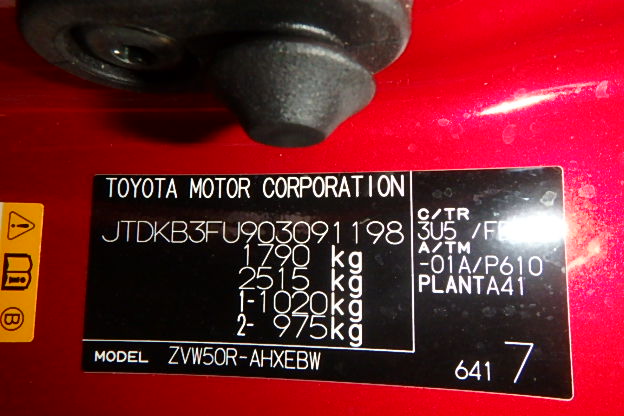 TOYOTA MOTOR CORPORATION
JTDKB3FU903091198
1790 kg
2515 kg
1-1020kg
2- 975kg
C/TR
3U5 /F
A/TM
-01A/P610
PLANTA41
MODEL ZVW50R-AHXEBW
641 7
B